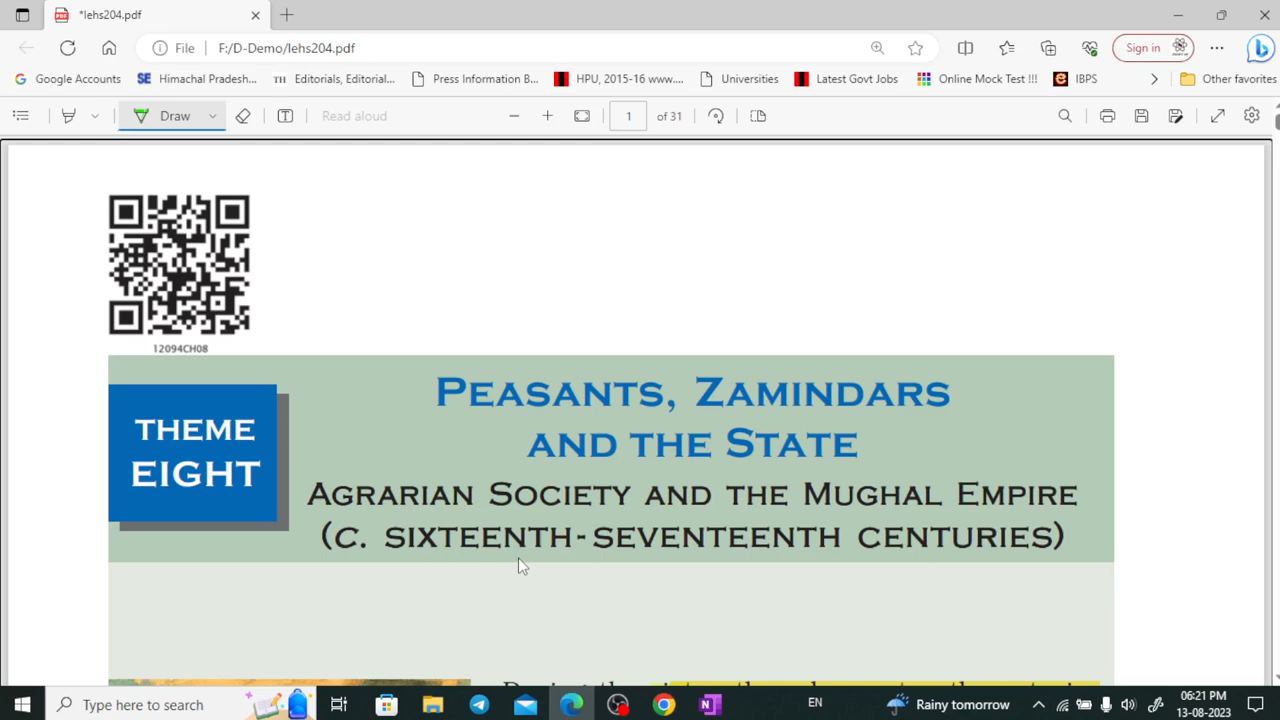 *lehs204.pdf
File F:/D-Demo/lehs204.pdf
Sign in
Google Accounts
SE Himachal Pradesh...
TH Editorials, Editorial...
Press Information B...
HPU, 2015-16 www....
Universities
Latest Govt Jobs
Online Mock Test !!!
IBPS
Other favorites
Draw
Read aloud
1 of 31
12094CH08
THEME
EIGHT
PEASANTS, ZAMINDARS
AND THE STATE
AGRARIAN SOCIETY AND THE MUGHAL EMPIRE
(C. SIXTEENTH-SEVENTEENTH CENTURIES)
Type here to search
EN
Rainy tomorrow
06:21 PM
13-08-2023